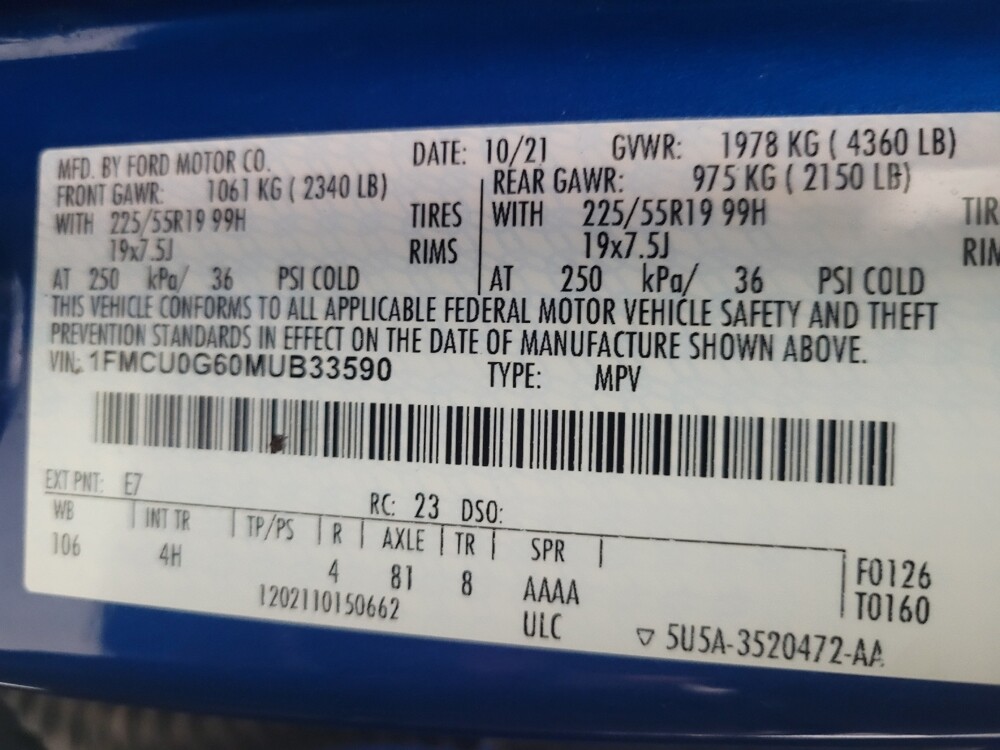 MFD. BY FORD MOTOR CO. DATE: 10/21 GVWR: 1978 KG ( 4360 LB)
FRONT GAWR: 1061 KG ( 2340 LB) REAR GAWR: 975 KG ( 2150 LB)
WITH 225/55R19 99H TIRES WITH 225/55R19 99H
19x7.5J RIMS 19x7.5J
AT 250 kPa/ 36 PSI COLD AT 250 kPa/ 36 PSI COLD
THIS VEHICLE CONFORMS TO ALL APPLICABLE FEDERAL MOTOR VEHICLE SAFETY AND THEFT
PREVENTION STANDARDS IN EFFECT ON THE DATE OF MANUFACTURE SHOWN ABOVE.
VIN: 1FMCU0G60MUB33590 TYPE: MPV
EXT PNT: E7 RC: 23 DSO:
WB INT TR TP/PS R AXLE TR SPR
106 4H 4 81 8 AAAA F0126
1202110150662 ULC T0160
5U5A-3520472-AA